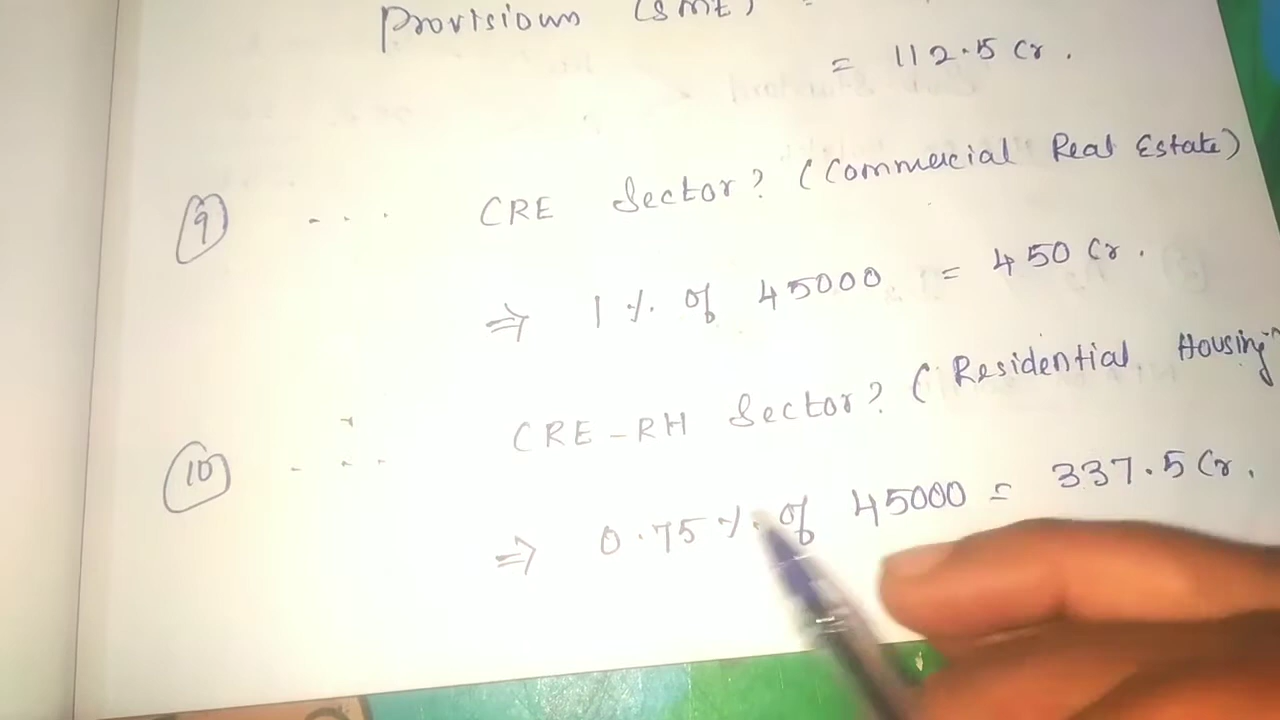 Provisions (SME) =
= 112.5 Cr.
9 ... CRE Sector? (Commercial Real Estate)
⇒ 1 % of 45000 = 450 Cr.
10 .... CRE-RH Sector? (Residential Housing
⇒ 0.75 % of 45000 = 337.5 Cr.